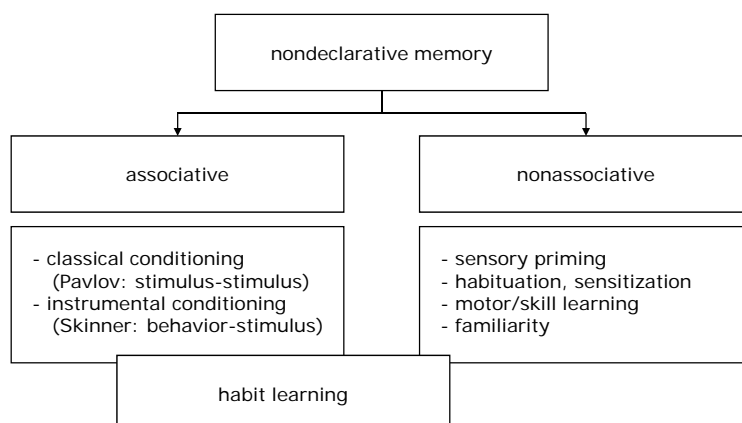 nondeclarative memory
associative
nonassociative
- classical conditioning
(Pavlov: stimulus-stimulus)
- instrumental conditioning
(Skinner: behavior-stimulus)
- sensory priming
- habituation, sensitization
- motor/skill learning
- familiarity
habit learning